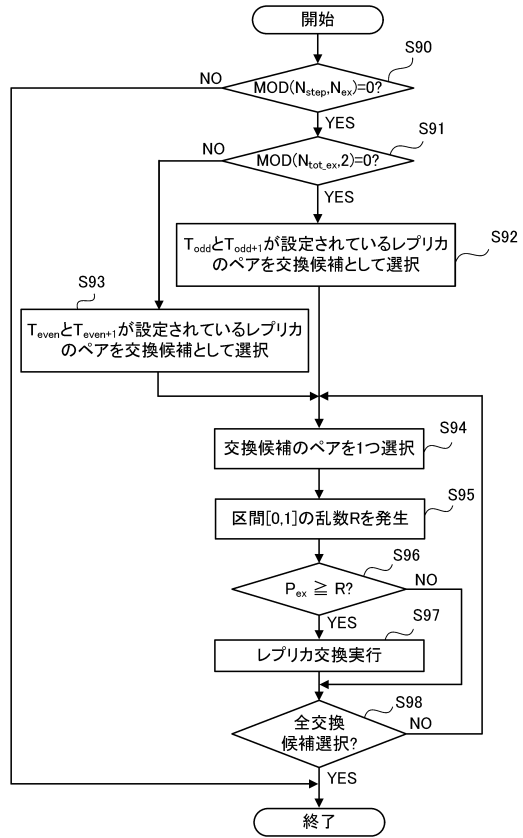 開始
S90
NO
MOD(Nstep,Nex)=0?
YES
S91
NO
MOD(Ntot_ex,2)=0?
YES
S92
ToddとTodd+1が設定されているレプリカ
のペアを交換候補として選択
S93
TevenとTeven+1が設定されているレプリカ
のペアを交換候補として選択
S94
交換候補のペアを1つ選択
S95
区間[0,1]の乱数Rを発生
S96
Pex ≧ R?
NO
YES
S97
レプリカ交換実行
S98
全交換
候補選択?
NO
YES
終了